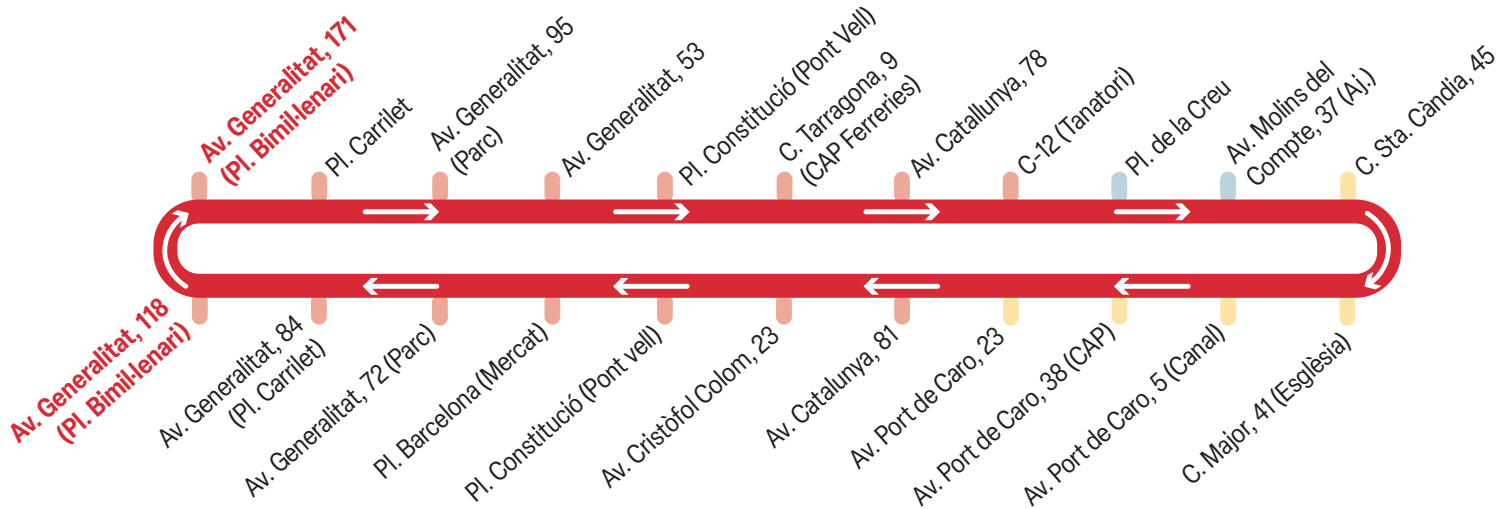 Av. Generalitat, 171
(Pl. Bimil·lenari)
Pl. Carrilet
Av. Generalitat, 95
(Parc)
Av. Generalitat, 53
Pl. Constitució (Pont Vell)
C. Tarragona, 9
(CAP Ferreries)
Av. Catallunya, 78
C-12 (Tanatori)
Pl. de la Creu
Av. Molins del
Compte, 37 (Aj.)
C. Sta. Càndia, 45
Av. Generalitat, 118
(Pl. Bimil·lenari)
Av. Generalitat, 84
(Pl. Carrilet)
Av. Generalitat, 72 (Parc)
Pl. Barcelona (Mercat)
Pl. Constitució (Pont vell)
Av. Cristòfol Colom, 23
Av. Catalunya, 81
Av. Port de Caro, 23
Av. Port de Caro, 38 (CAP)
Av. Port de Caro, 5 (Canal)
C. Major, 41 (Esglèsia)